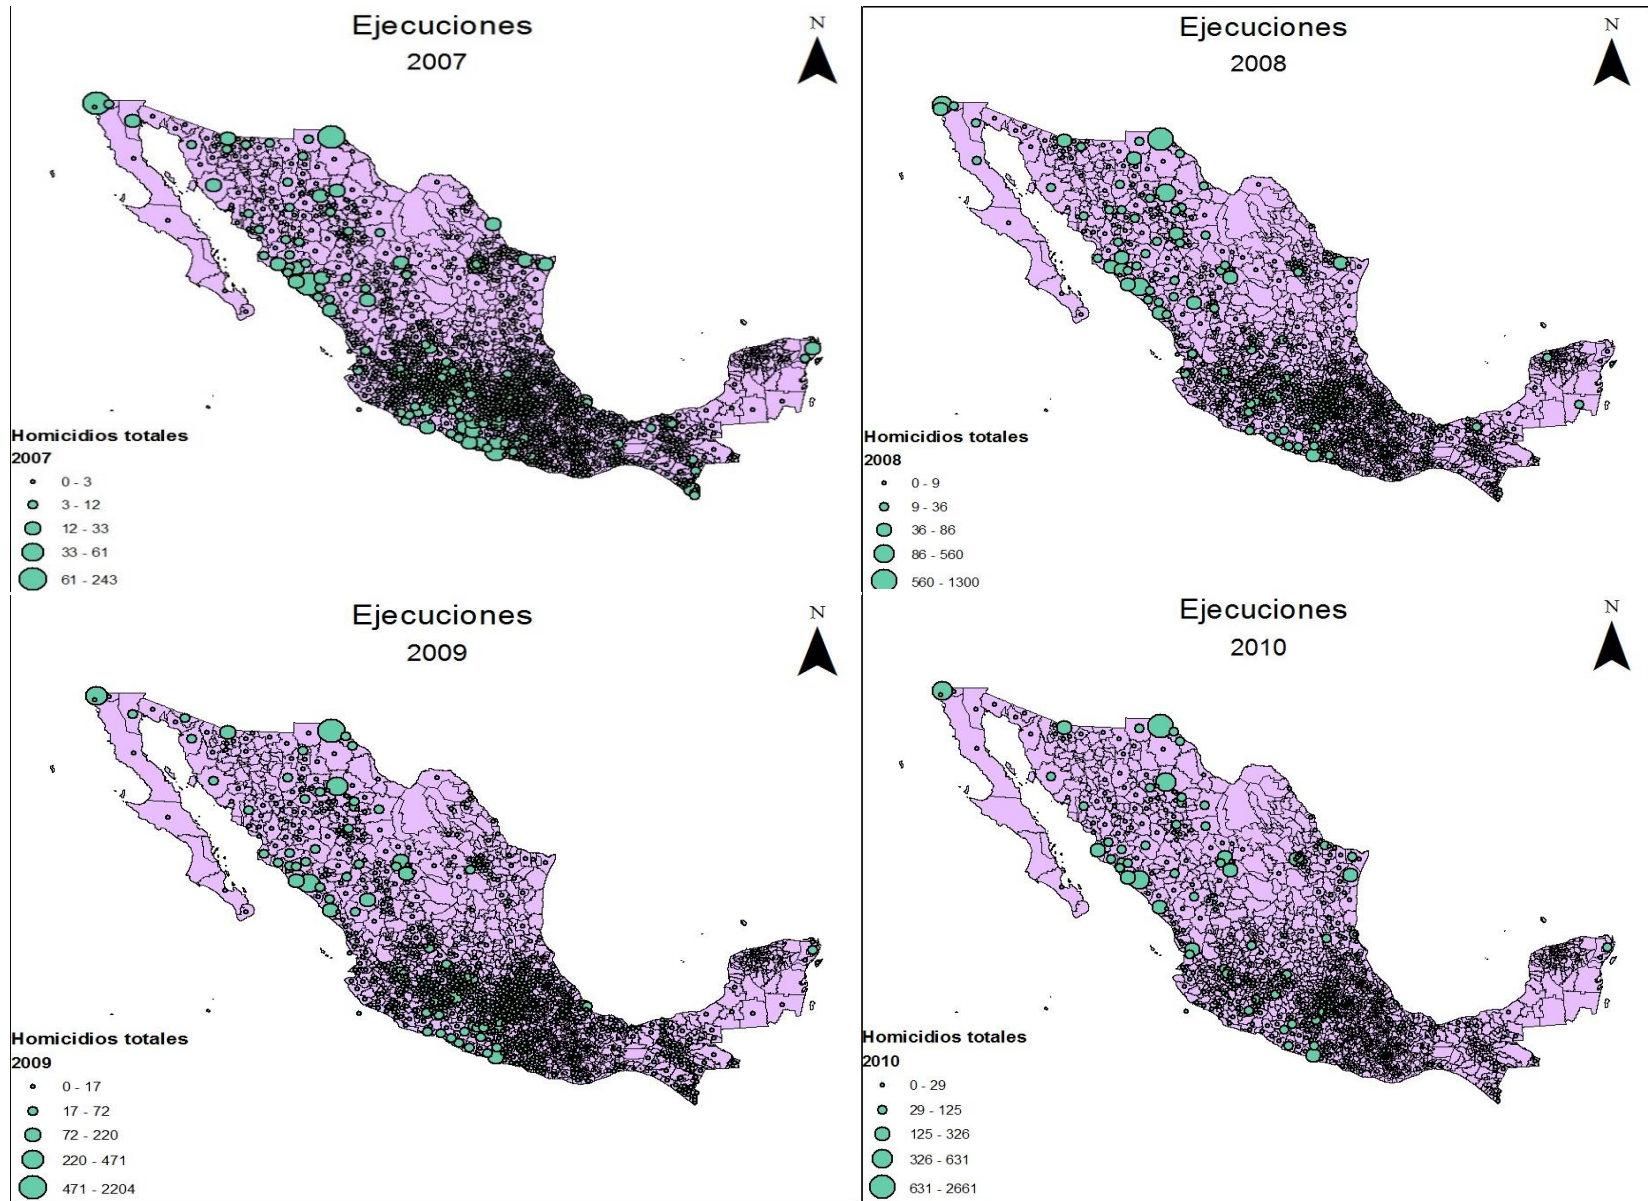 Ejecuciones
2007
N
Homicidios totales
2007
0 - 3
3 - 12
12 - 33
33 - 61
61 - 243
Ejecuciones
2008
N
Homicidios totales
2008
0 - 9
9 - 36
36 - 86
86 - 560
560 - 1300
Ejecuciones
2009
N
Homicidios totales
2009
0 - 17
17 - 72
72 - 220
220 - 471
471 - 2204
Ejecuciones
2010
N
Homicidios totales
2010
0 - 29
29 - 125
125 - 326
326 - 631
631 - 2661